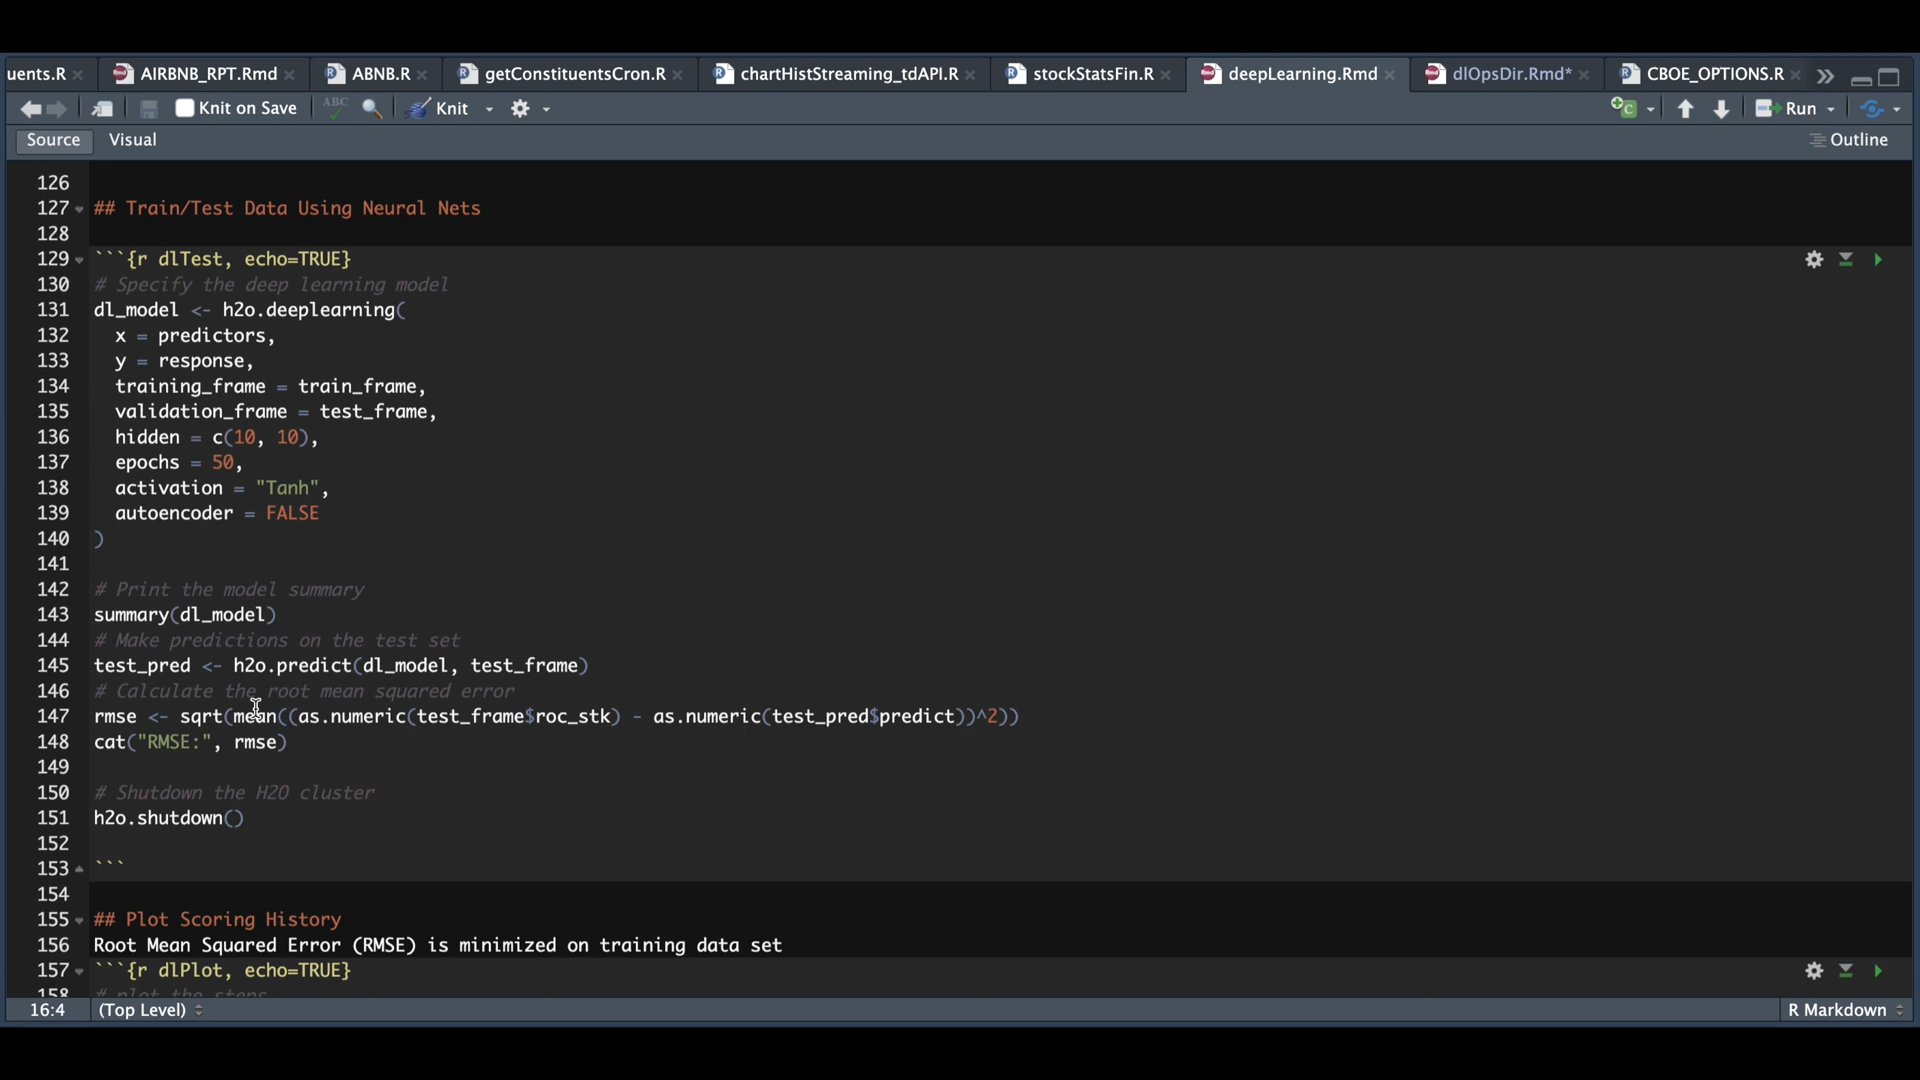 uents.R AIRBNB_RPT.Rmd ABNB.R getConstituentsCron.R chartHistStreaming_tdAPI.R stockStatsFin.R deepLearning.Rmd dlOpsDir.Rmd* CBOE_OPTIONS.R
Knit on Save ABC Knit Run
Source Visual Outline
126
127 ## Train/Test Data Using Neural Nets
128
129 ```{r dlTest, echo=TRUE}
130 # Specify the deep learning model
131 dl_model <- h2o.deeplearning(
132 x = predictors,
133 y = response,
134 training_frame = train_frame,
135 validation_frame = test_frame,
136 hidden = c(10, 10),
137 epochs = 50,
138 activation = "Tanh",
139 autoencoder = FALSE
140 )
141
142 # Print the model summary
143 summary(dl_model)
144 # Make predictions on the test set
145 test_pred <- h2o.predict(dl_model, test_frame)
146 # Calculate the root mean squared error
147 rmse <- sqrt(mean((as.numeric(test_frame$roc_stk) - as.numeric(test_pred$predict))^2))
148 cat("RMSE:", rmse)
149
150 # Shutdown the H2O cluster
151 h2o.shutdown()
152
153 ```
154
155 ## Plot Scoring History
156 Root Mean Squared Error (RMSE) is minimized on training data set
157 ```{r dlPlot, echo=TRUE}
158 # plot the steps
16:4 (Top Level) R Markdown